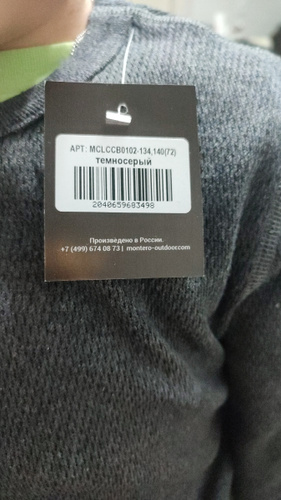 АРТ: MCLCCB0102-134,140(72)
темносерый
2040659683498
Произведено в России.
+7 (499) 674 08 73 | montero-outdoor.com